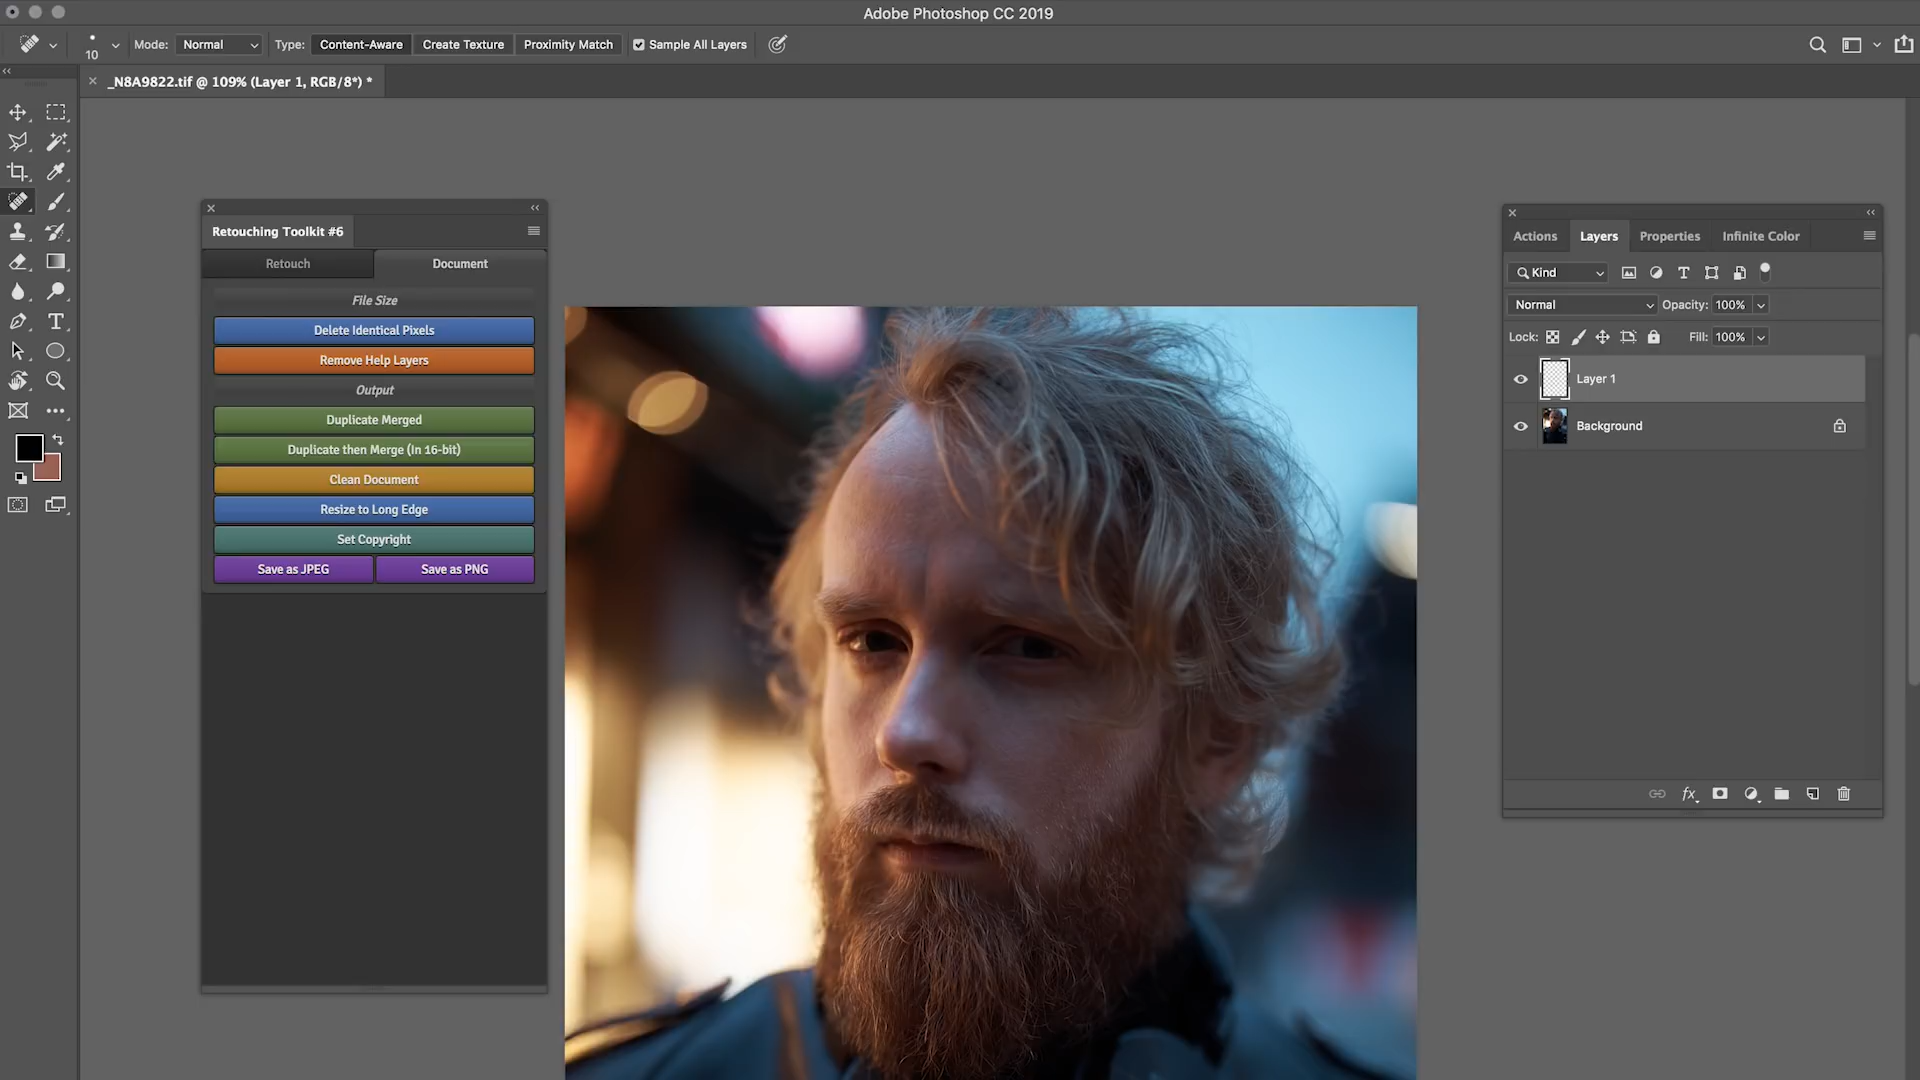 Adobe Photoshop CC 2019
10
Mode: Normal
Type: Content-Aware Create Texture Proximity Match Sample All Layers
_N8A9822.tif @ 109% (Layer 1, RGB/8*) *
Retouching Toolkit #6
Retouch Document
File Size
Delete Identical Pixels
Remove Help Layers
Output
Duplicate Merged
Duplicate then Merge (In 16-bit)
Clean Document
Resize to Long Edge
Set Copyright
Save as JPEG Save as PNG
Actions Layers Properties Infinite Color
Kind
Normal Opacity: 100%
Lock: Fill: 100%
Layer 1
Background
fx